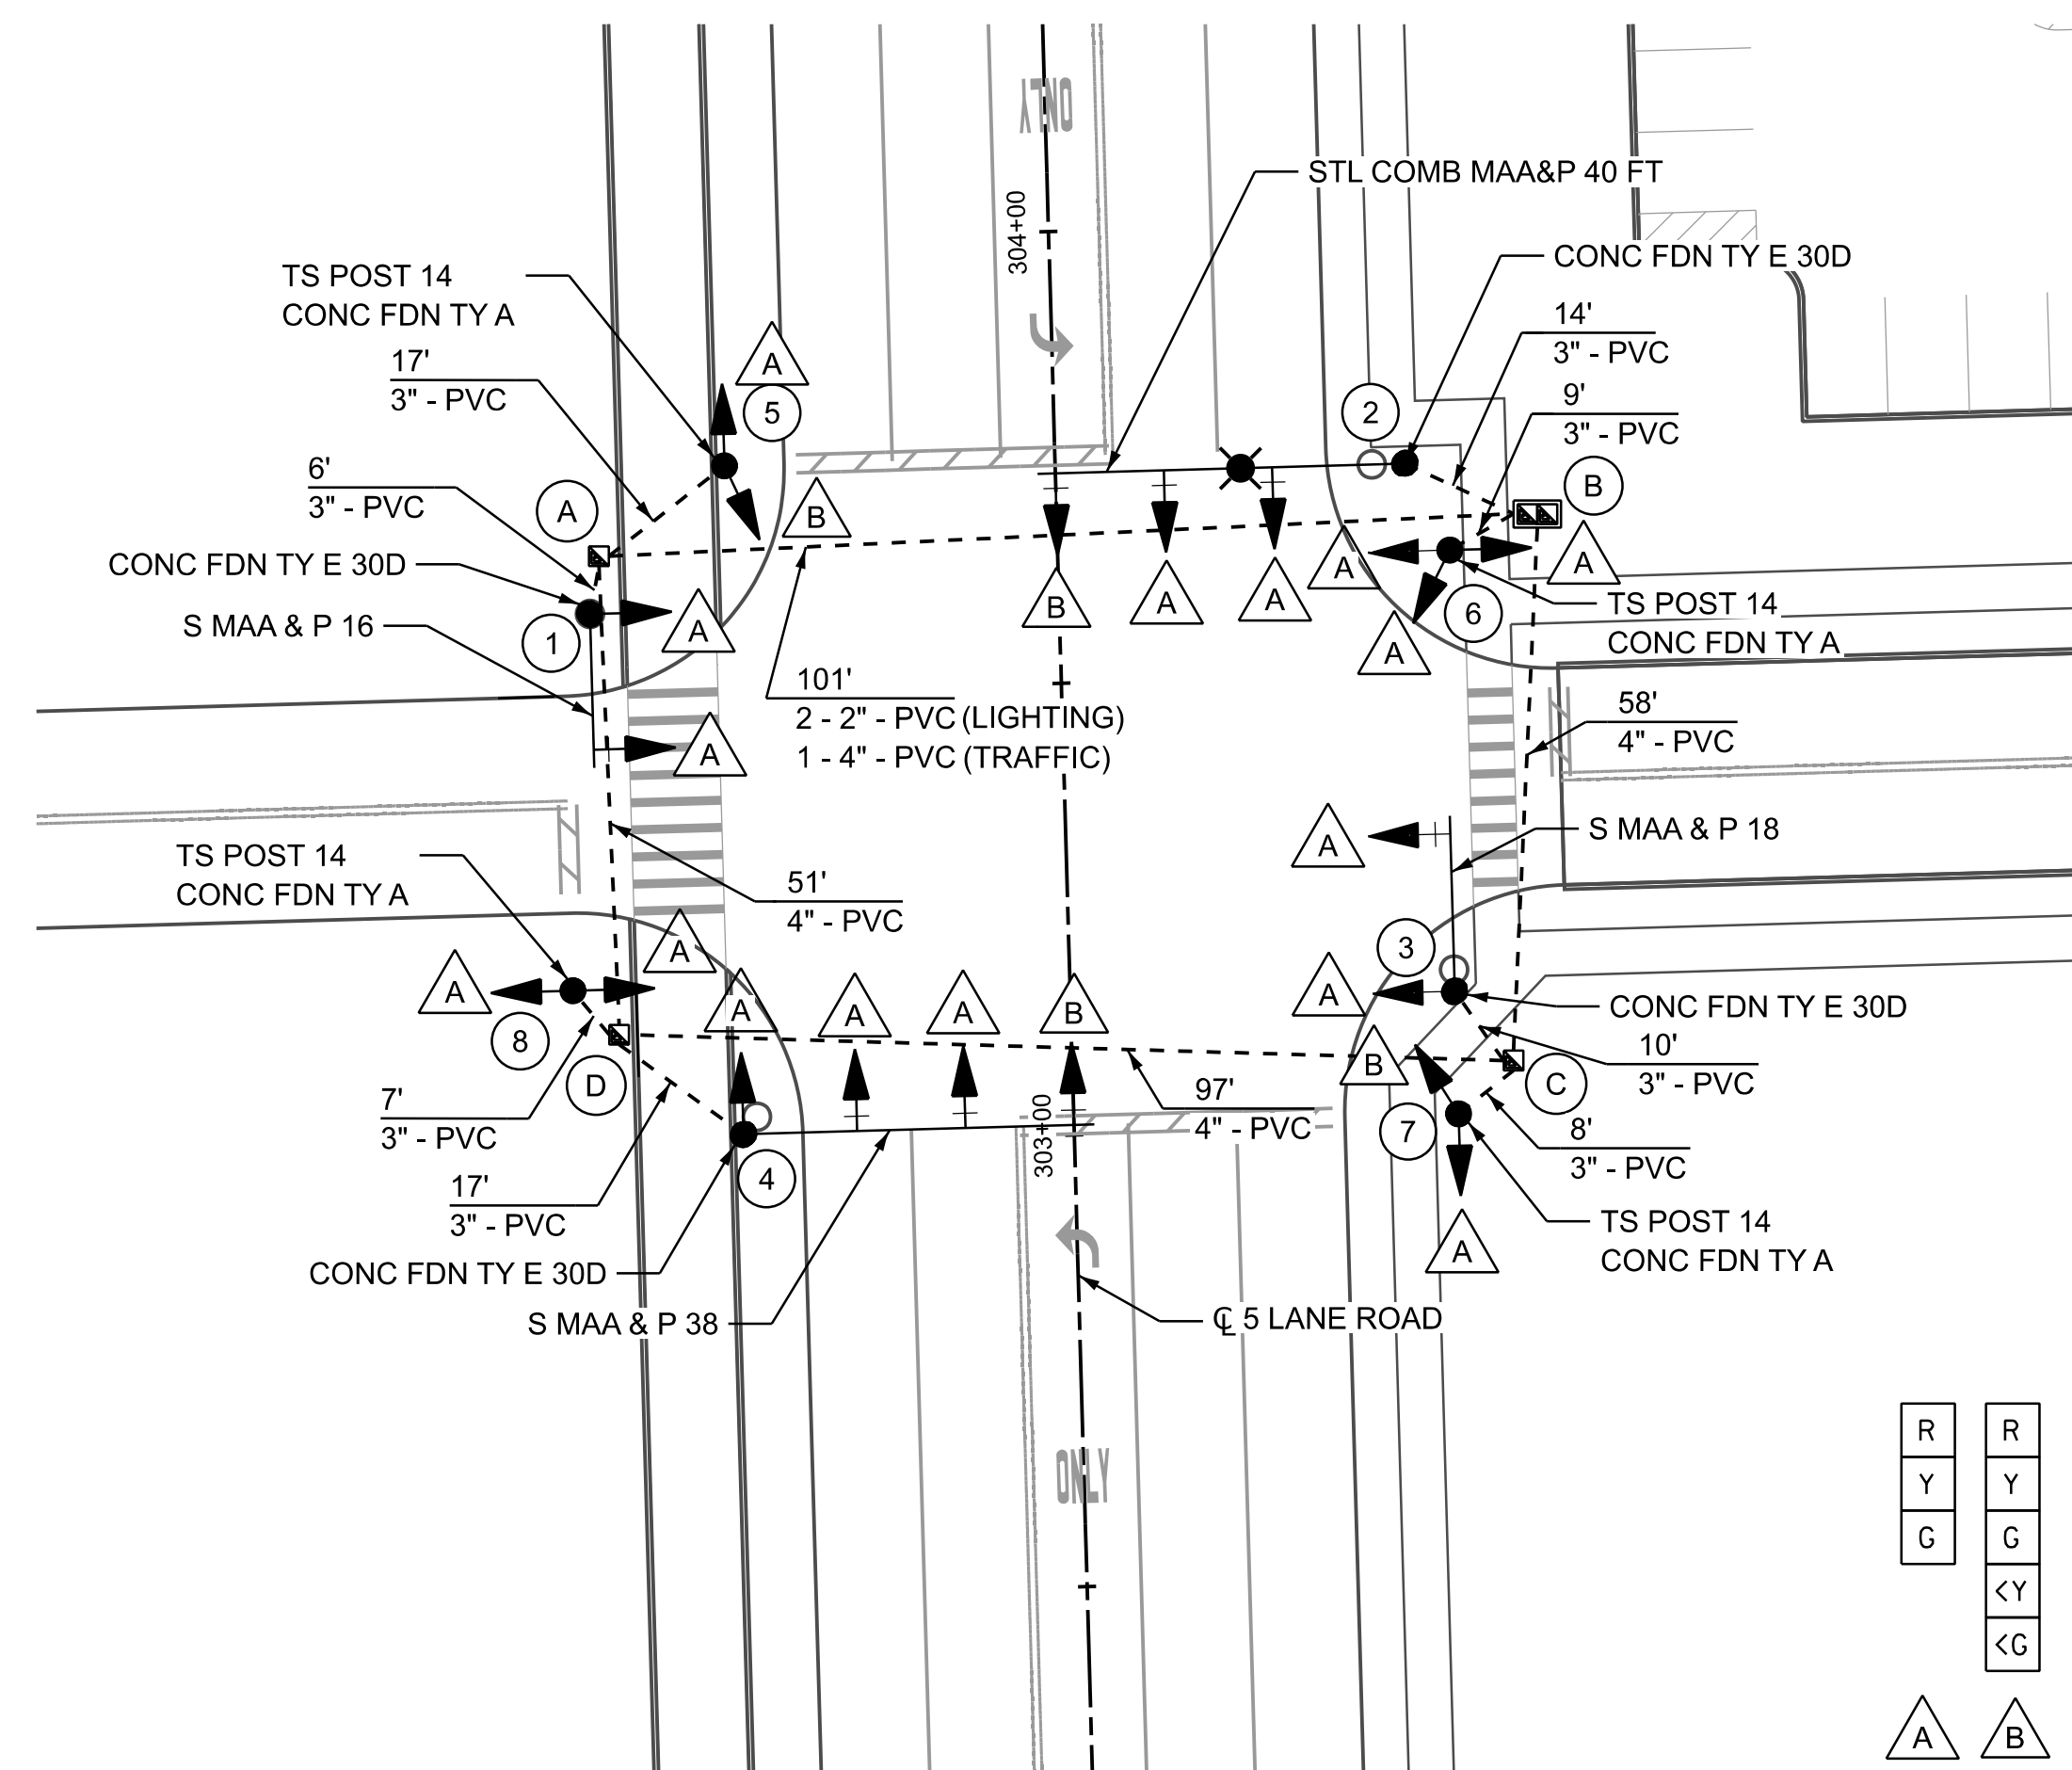 ONLY
304+00
STL COMB MAA&P 40 FT
CONC FDN TY E 30D
TS POST 14
CONC FDN TY A
17'
3" - PVC
14'
3" - PVC
9'
3" - PVC
A
5
2
6'
3" - PVC
A
B
B
CONC FDN TY E 30D
S MAA & P 16
1
A
B
A
A
A
A
A
6
TS POST 14
CONC FDN TY A
101'
2 - 2" - PVC (LIGHTING)
1 - 4" - PVC (TRAFFIC)
A
58'
4" - PVC
S MAA & P 18
A
TS POST 14
CONC FDN TY A
51'
4" - PVC
A
3
A
8
A
A
A
B
A
CONC FDN TY E 30D
D
B
C
10'
3" - PVC
7'
3" - PVC
97'
4" - PVC
303+00
7
8'
3" - PVC
17'
3" - PVC
4
A
TS POST 14
CONC FDN TY A
CONC FDN TY E 30D
S MAA & P 38
℄ 5 LANE ROAD
ONLY
R
Y
G
R
Y
G
<Y
<G
A
B